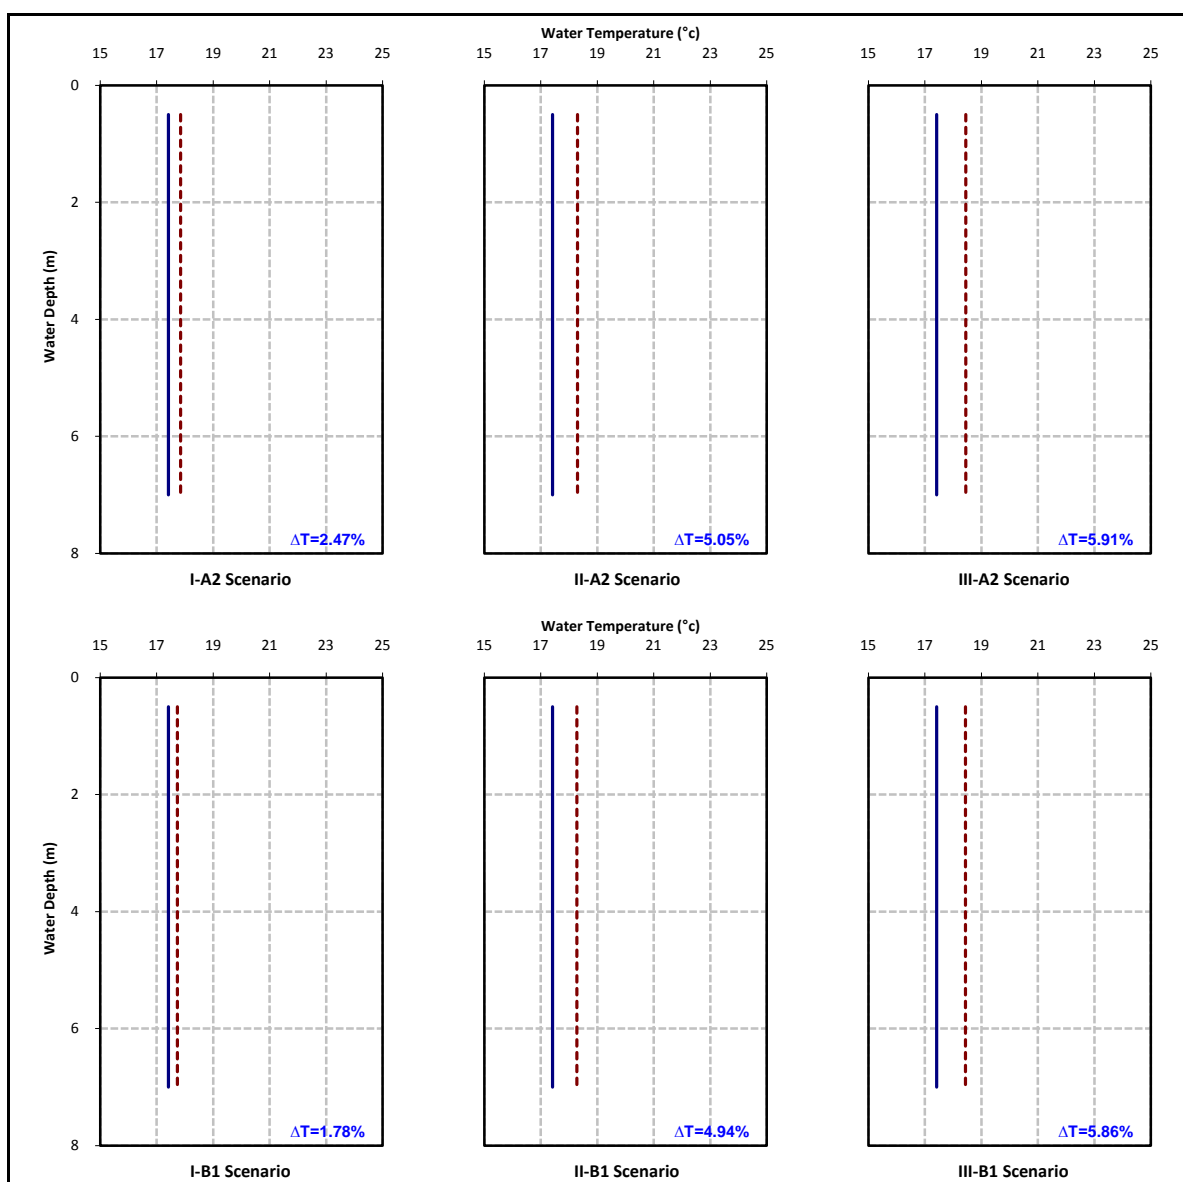 Water Temperature (°c)
15 17 19 21 23 25 15 17 19 21 23 25 15 17 19 21 23 25
0
2
Water Depth (m)
4
6
8
ΔT=2.47% ΔT=5.05% ΔT=5.91%
I-A2 Scenario II-A2 Scenario III-A2 Scenario
Water Temperature (°c)
15 17 19 21 23 25 15 17 19 21 23 25 15 17 19 21 23 25
0
2
Water Depth (m)
4
6
8
ΔT=1.78% ΔT=4.94% ΔT=5.86%
I-B1 Scenario II-B1 Scenario III-B1 Scenario